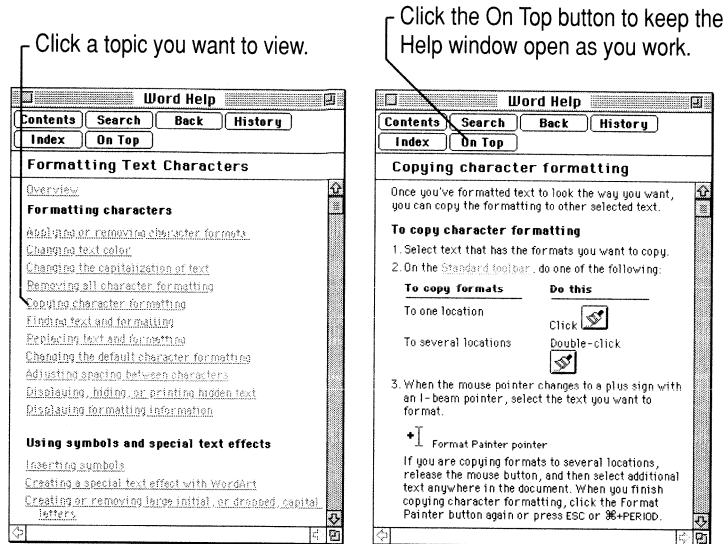 Click a topic you want to view.
Click the On Top button to keep the
Help window open as you work.
Word Help
Contents Search Back History
Index On Top
Formatting Text Characters
Overview
Formatting characters
Applying or removing character formats
Changing text color
Changing the capitalization of text
Removing all character formatting
Copying character formatting
Finding text and formatting
Replacing text and formatting
Changing the default character formatting
Adjusting spacing between characters
Displaying, hiding, or printing hidden text
Displaying formatting information
Using symbols and special text effects
Inserting symbols
Creating a special text effect with WordArt
Creating or removing large initial, or dropped, capital
letters
Word Help
Contents Search Back History
Index On Top
Copying character formatting
Once you've formatted text to look the way you want,
you can copy the formatting to other selected text.
To copy character formatting
1. Select text that has the formats you want to copy.
2. On the Standard toolbar, do one of the following:
To copy formats Do this
To one location Click
To several locations Double-click
3. When the mouse pointer changes to a plus sign with
an I-beam pointer, select the text you want to
format.
Format Painter pointer
If you are copying formats to several locations,
release the mouse button, and then select additional
text anywhere in the document. When you finish
copying character formatting, click the Format
Painter button again or press ESC or ⌘+PERIOD.